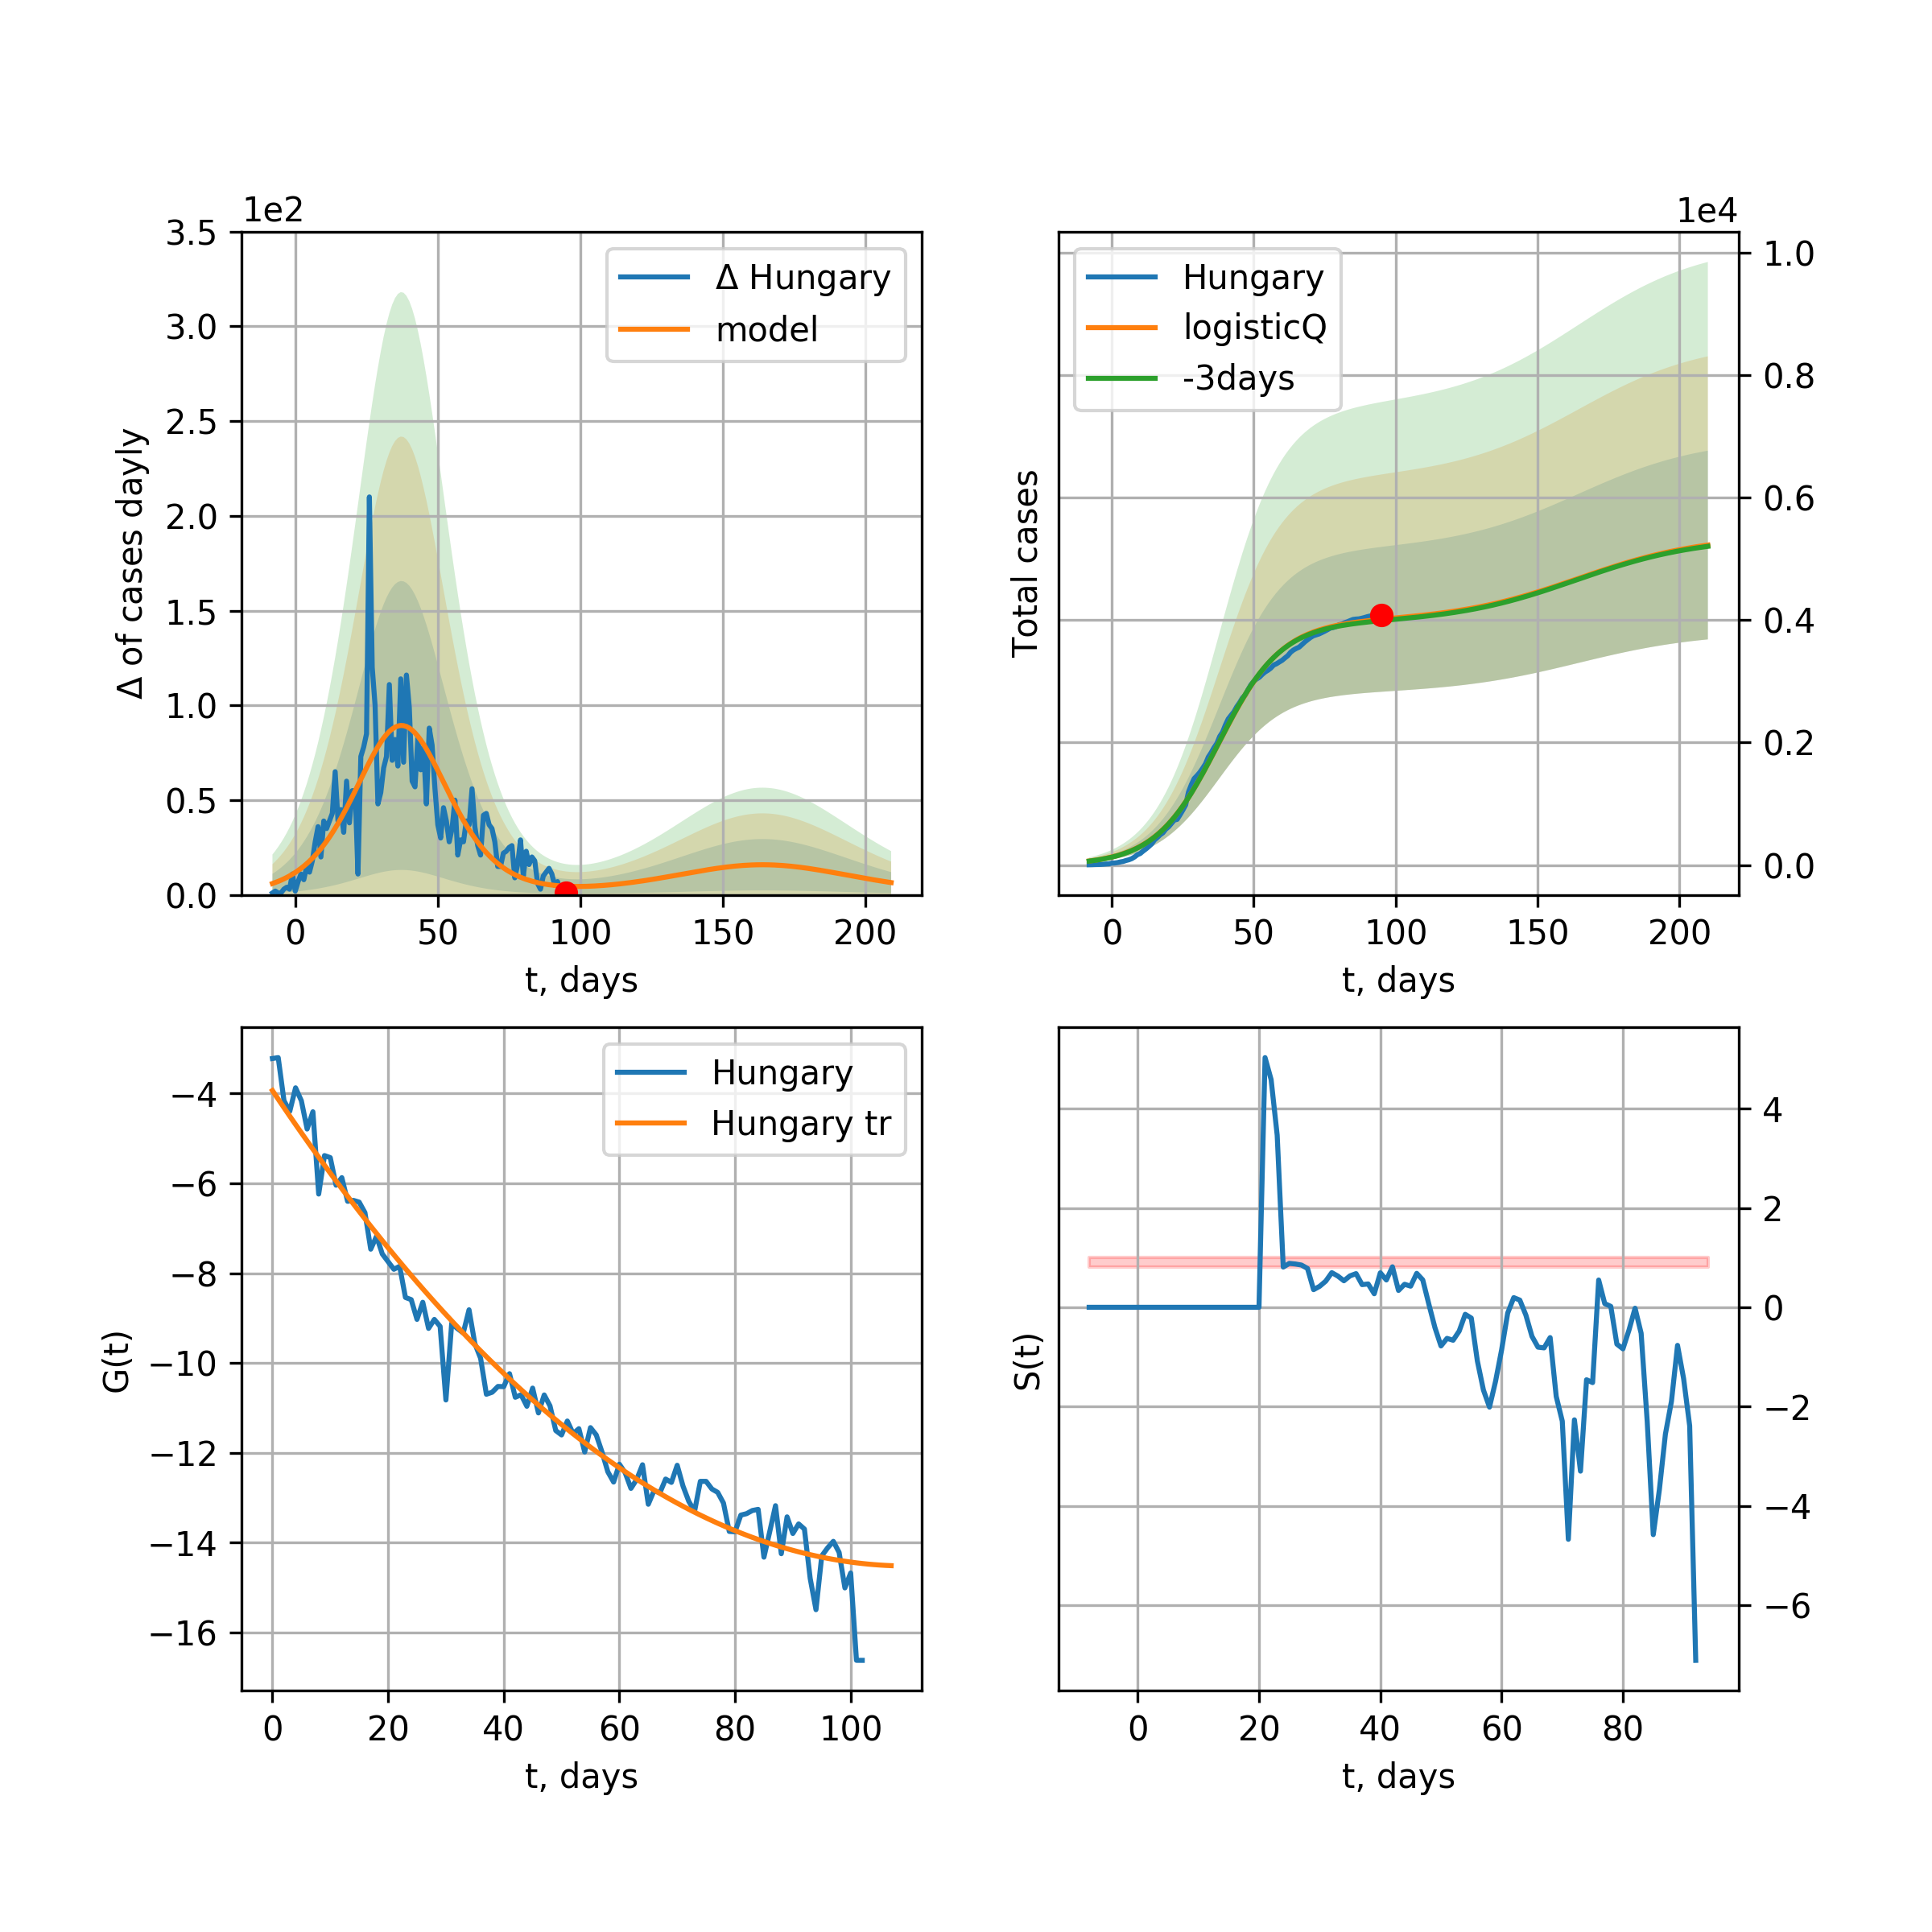 1e2
3.5
3.0
2.5
2.0
1.5
1.0
0.5
0.0
Δ of cases dayly
Δ Hungary
model
0 50 100 150 200
t, days
1e4
1.0
0.8
0.6
0.4
0.2
0.0
Total cases
Hungary
logisticQ
-3days
0 50 100 150 200
t, days
−4
−6
−8
−10
−12
−14
−16
G(t)
Hungary
Hungary tr
0 20 40 60 80 100
t, days
4
2
0
−2
−4
−6
S(t)
0 20 40 60 80
t, days